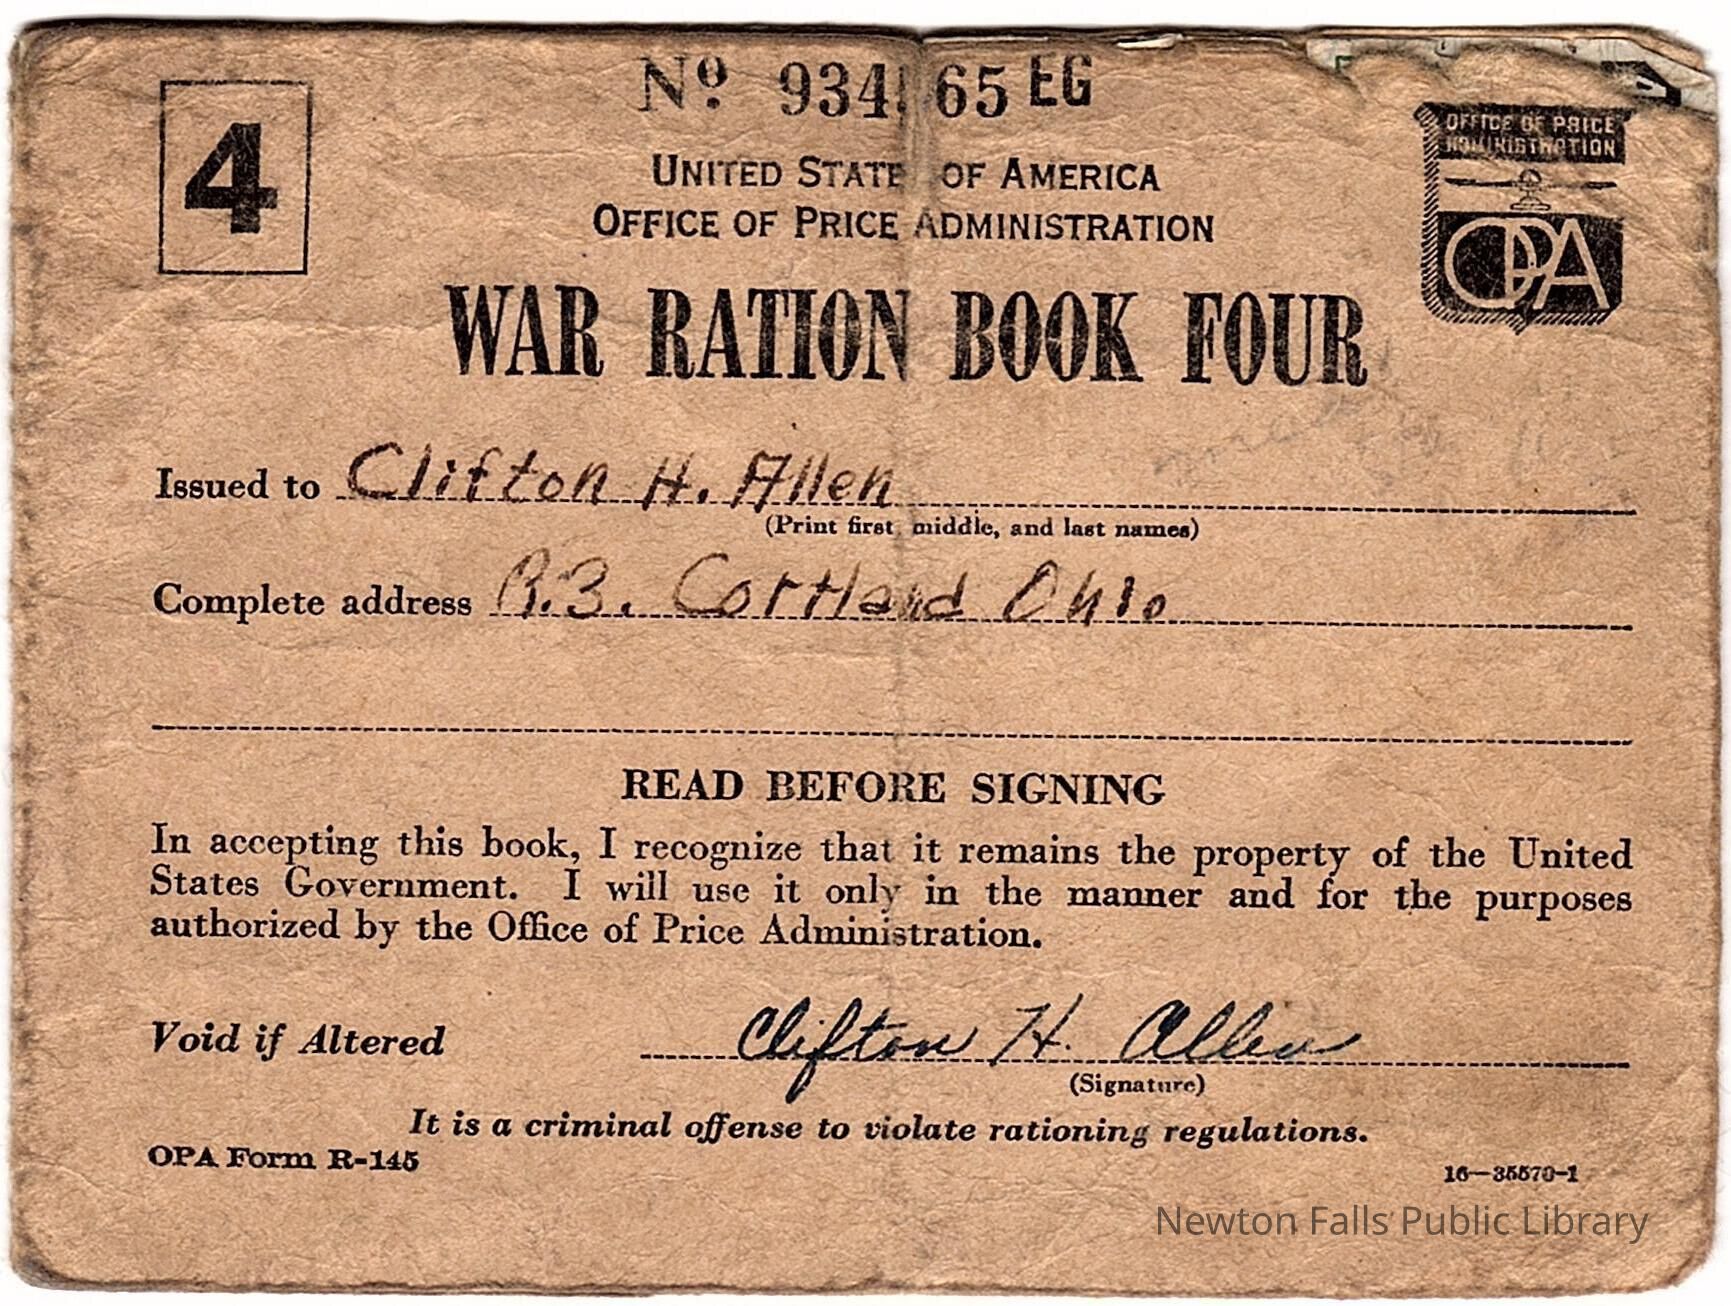 4
Nº 934 65 EG
OFFICE OF PRICE
ADMINISTRATION
OPA
UNITED STATE OF AMERICA
OFFICE OF PRICE ADMINISTRATION
WAR RATION BOOK FOUR
Issued to Clifton H. Allen
(Print first, middle, and last names)
Complete address R.3. Cortland Ohio
READ BEFORE SIGNING
In accepting this book, I recognize that it remains the property of the United
States Government. I will use it only in the manner and for the purposes
authorized by the Office of Price Administration.
Void if Altered Clifton H. Allen
(Signature)
It is a criminal offense to violate rationing regulations.
OPA Form R-145
16—35570-1
Newton Falls Public Library